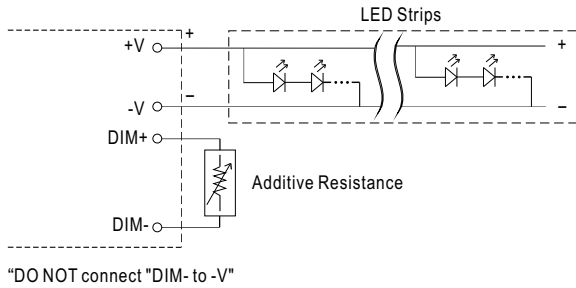 LED Strips
+V
+
+
-V
–
–
DIM+
Additive Resistance
DIM-
“DO NOT connect "DIM- to -V"